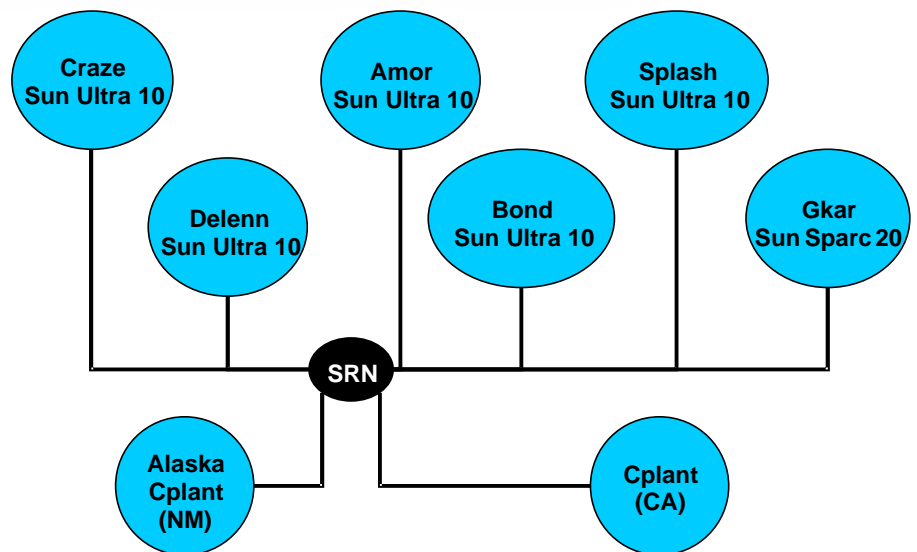 Craze
Sun Ultra 10
Amor
Sun Ultra 10
Splash
Sun Ultra 10
Delenn
Sun Ultra 10
Bond
Sun Ultra 10
Gkar
Sun Sparc 20
SRN
Alaska
Cplant
(NM)
Cplant
(CA)